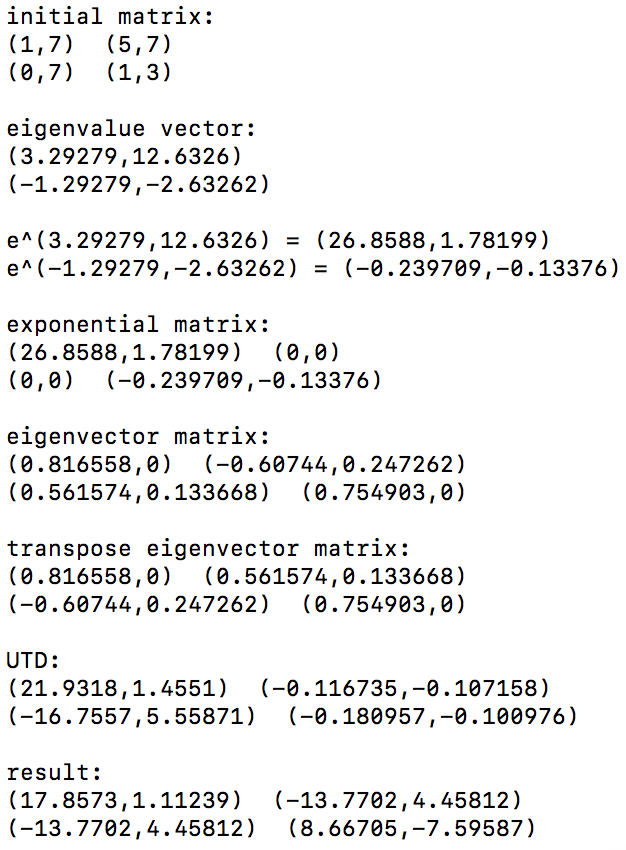 initial matrix:
(1,7)  (5,7)
(0,7)  (1,3)
eigenvalue vector:
(3.29279,12.6326)
(-1.29279,-2.63262)
e^(3.29279,12.6326) = (26.8588,1.78199)
e^(-1.29279,-2.63262) = (-0.239709,-0.13376)
exponential matrix:
(26.8588,1.78199)  (0,0)
(0,0)  (-0.239709,-0.13376)
eigenvector matrix:
(0.816558,0)  (-0.60744,0.247262)
(0.561574,0.133668)  (0.754903,0)
transpose eigenvector matrix:
(0.816558,0)  (0.561574,0.133668)
(-0.60744,0.247262)  (0.754903,0)
UTD:
(21.9318,1.4551)  (-0.116735,-0.107158)
(-16.7557,5.55871)  (-0.180957,-0.100976)
result:
(17.8573,1.11239)  (-13.7702,4.45812)
(-13.7702,4.45812)  (8.66705,-7.59587)